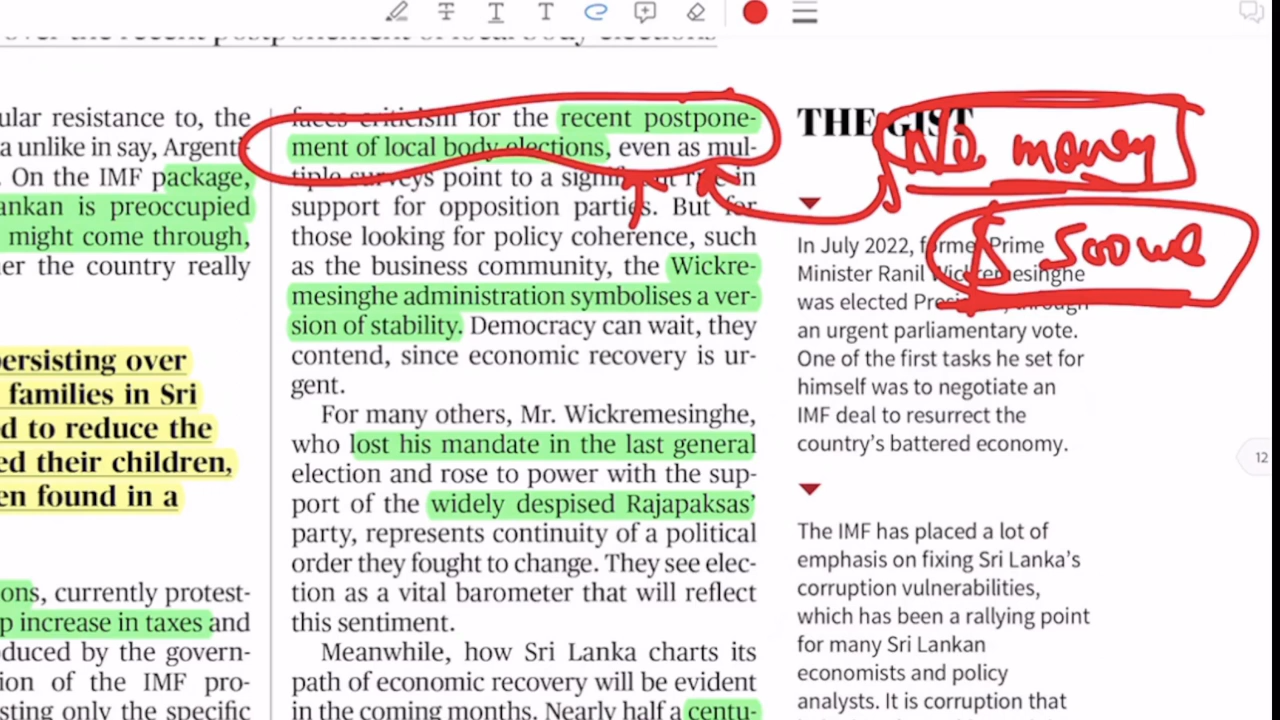 over the recent postponement of local body elections
ular resistance to, the
a unlike in say, Argenti-
. On the IMF package,
ankan is preoccupied
might come through,
er the country really
ersisting over
families in Sri
d to reduce the
ed their children,
en found in a
ons, currently protest-
p increase in taxes and
duced by the govern-
ion of the IMF pro-
sting only the specific
faces criticism for the recent postpone-
ment of local body elections, even as mul-
tiple surveys point to a significant rise in
support for opposition parties. But for
those looking for policy coherence, such
as the business community, the Wickre-
mesinghe administration symbolises a ver-
sion of stability. Democracy can wait, they
contend, since economic recovery is ur-
gent.
For many others, Mr. Wickremesinghe,
who lost his mandate in the last general
election and rose to power with the sup-
port of the widely despised Rajapaksas’
party, represents continuity of a political
order they fought to change. They see elec-
tion as a vital barometer that will reflect
this sentiment.
Meanwhile, how Sri Lanka charts its
path of economic recovery will be evident
in the coming months. Nearly half a centu-
THE GIST
No money
$
In July 2022, former Prime
Minister Ranil Wickremesinghe
was elected President through
an urgent parliamentary vote.
One of the first tasks he set for
himself was to negotiate an
IMF deal to resurrect the
country’s battered economy.
The IMF has placed a lot of
emphasis on fixing Sri Lanka’s
corruption vulnerabilities,
which has been a rallying point
for many Sri Lankan
economists and policy
analysts. It is corruption that
12